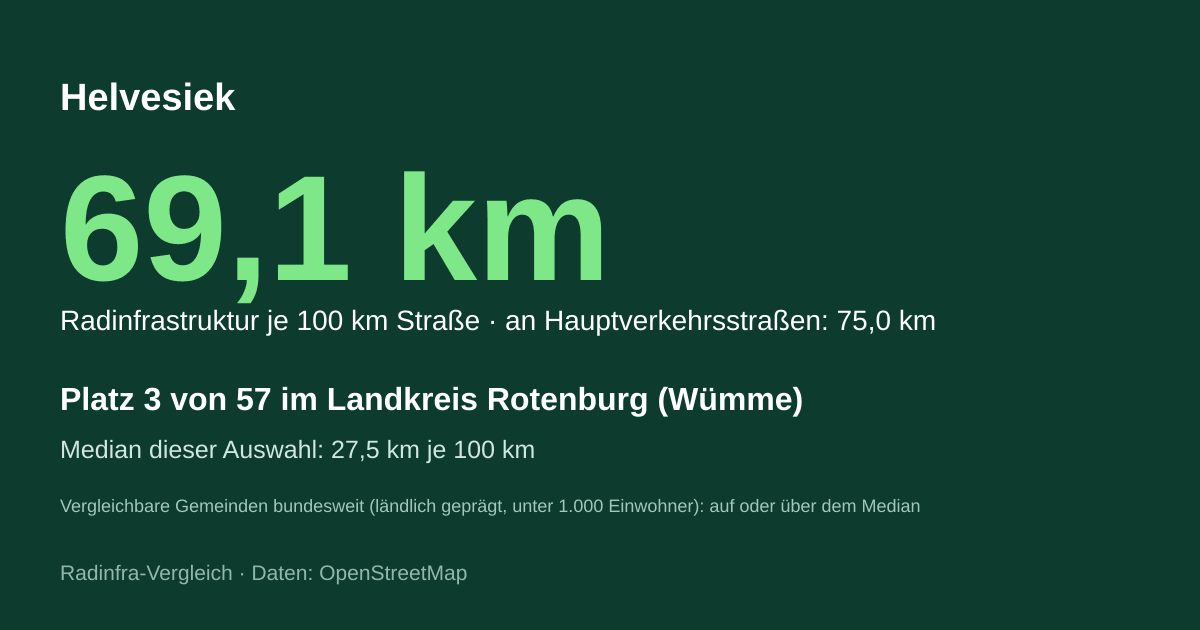 Helvesiek
69,1 km
Radinfrastruktur je 100 km Straße · an Hauptverkehrsstraßen: 75,0 km
Platz 3 von 57 im Landkreis Rotenburg (Wümme)
Median dieser Auswahl: 27,5 km je 100 km
Vergleichbare Gemeinden bundesweit (ländlich geprägt, unter 1.000 Einwohner): auf oder über dem Median
Radinfra-Vergleich · Daten: OpenStreetMap